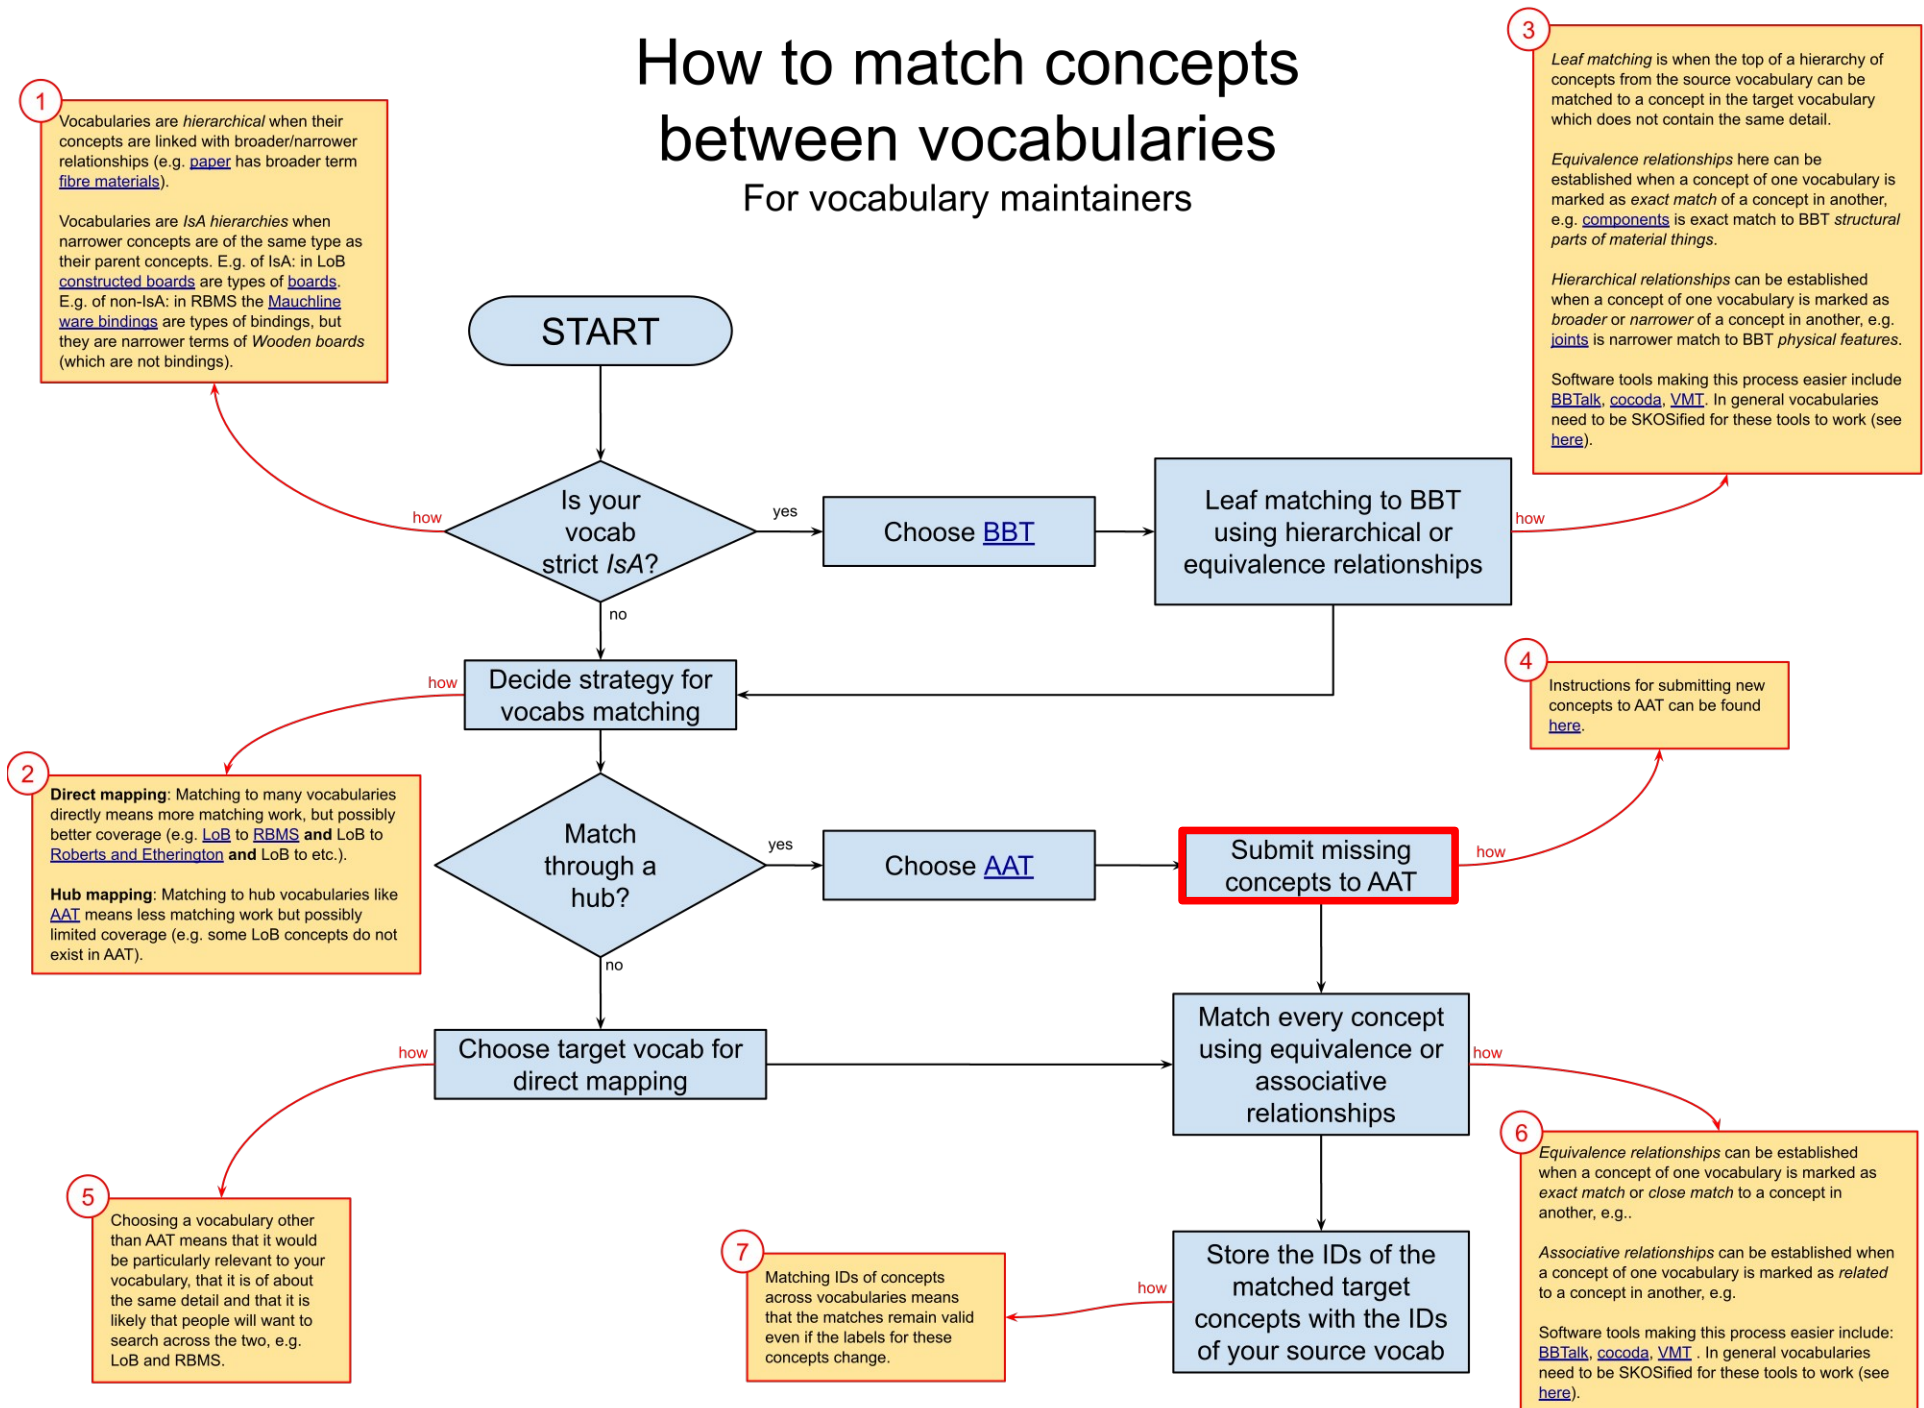 How to match concepts
between vocabularies
For vocabulary maintainers
1
Vocabularies are hierarchical when their
concepts are linked with broader/narrower
relationships (e.g. paper has broader term
fibre materials).
Vocabularies are IsA hierarchies when
narrower concepts are of the same type as
their parent concepts. E.g. of IsA: in LoB
constructed boards are types of boards.
E.g. of non-IsA: in RBMS the Mauchline
ware bindings are types of bindings, but
they are narrower terms of Wooden boards
(which are not bindings).
3
Leaf matching is when the top of a hierarchy of
concepts from the source vocabulary can be
matched to a concept in the target vocabulary
which does not contain the same detail.
Equivalence relationships here can be
established when a concept of one vocabulary is
marked as exact match of a concept in another,
e.g. components is exact match to BBT structural
parts of material things.
Hierarchical relationships can be established
when a concept of one vocabulary is marked as
broader or narrower of a concept in another, e.g.
joints is narrower match to BBT physical features.
Software tools making this process easier include
BBTalk, cocoda, VMT. In general vocabularies
need to be SKOSified for these tools to work (see
here).
START
how
Is your
vocab
strict IsA?
yes
Choose BBT
Leaf matching to BBT
using hierarchical or
equivalence relationships
how
no
how
Decide strategy for
vocabs matching
4
Instructions for submitting new
concepts to AAT can be found
here.
2
Direct mapping: Matching to many vocabularies
directly means more matching work, but possibly
better coverage (e.g. LoB to RBMS and LoB to
Roberts and Etherington and LoB to etc.).
Hub mapping: Matching to hub vocabularies like
AAT means less matching work but possibly
limited coverage (e.g. some LoB concepts do not
exist in AAT).
Match
through a
hub?
yes
Choose AAT
Submit missing
concepts to AAT
how
no
how
Choose target vocab for
direct mapping
Match every concept
using equivalence or
associative
relationships
how
5
Choosing a vocabulary other
than AAT means that it would
be particularly relevant to your
vocabulary, that it is of about
the same detail and that it is
likely that people will want to
search across the two, e.g.
LoB and RBMS.
7
Matching IDs of concepts
across vocabularies means
that the matches remain valid
even if the labels for these
concepts change.
how
Store the IDs of the
matched target
concepts with the IDs
of your source vocab
6
Equivalence relationships can be established
when a concept of one vocabulary is marked as
exact match or close match to a concept in
another, e.g..
Associative relationships can be established when
a concept of one vocabulary is marked as related
to a concept in another, e.g.
Software tools making this process easier include:
BBTalk, cocoda, VMT . In general vocabularies
need to be SKOSified for these tools to work (see
here).